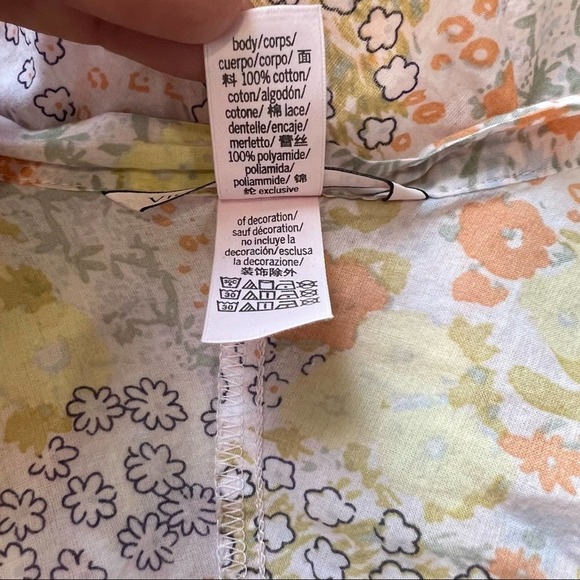 body/corps/
cuerpo/corpo/ 面
料 100% cotton/
coton/algodón/
cotone/ 棉 lace/
dentelle/encaje/
merletto/ 蕾丝
100% polyamide/
poliamida/
poliammide/ 锦
纶 exclusive
of decoration/
sauf décoration/
no incluye la
decoración/esclusa
la decorazione/
装饰除外
30
30